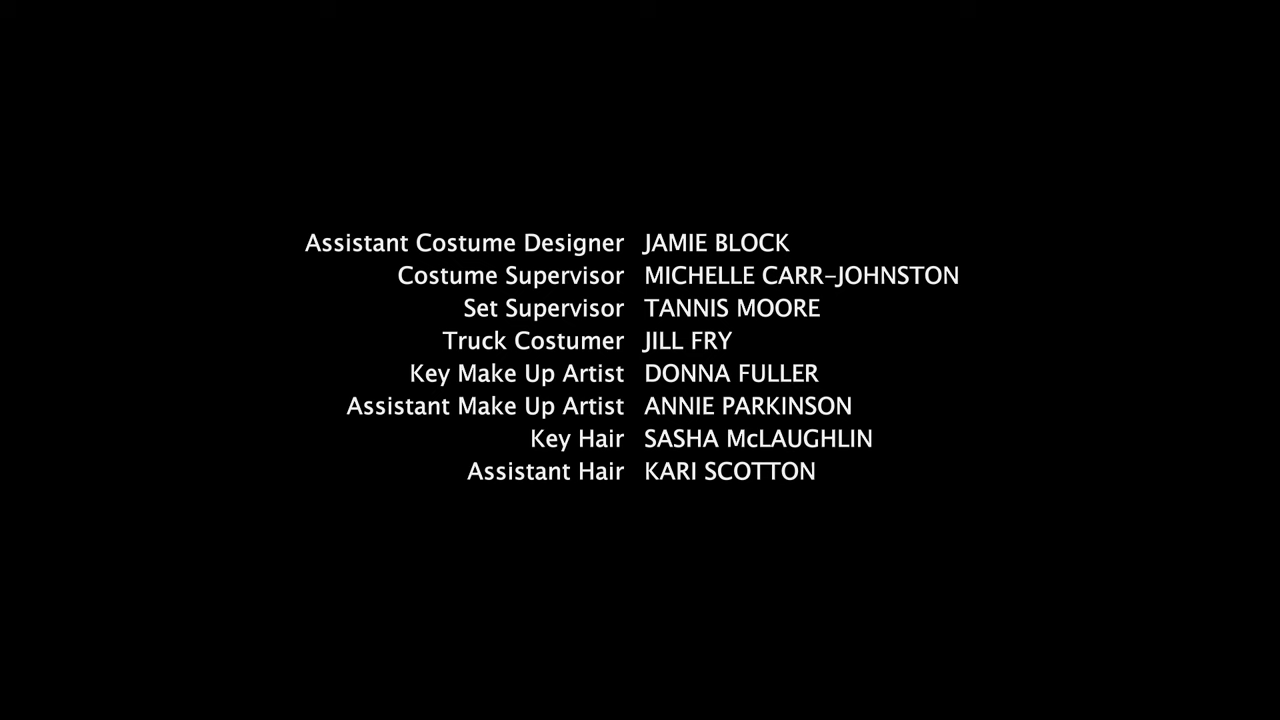 Assistant Costume Designer JAMIE BLOCK
Costume Supervisor MICHELLE CARR-JOHNSTON
Set Supervisor TANNIS MOORE
Truck Costumer JILL FRY
Key Make Up Artist DONNA FULLER
Assistant Make Up Artist ANNIE PARKINSON
Key Hair SASHA McLAUGHLIN
Assistant Hair KARI SCOTTON